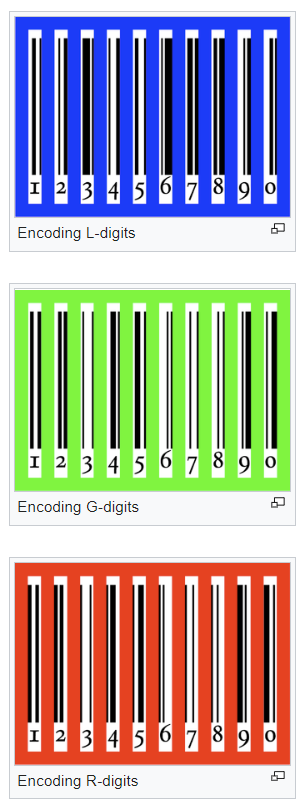 1 2 3 4 5 6 7 8 9 0
Encoding L-digits
1 2 3 4 5 6 7 8 9 0
Encoding G-digits
1 2 3 4 5 6 7 8 9 0
Encoding R-digits